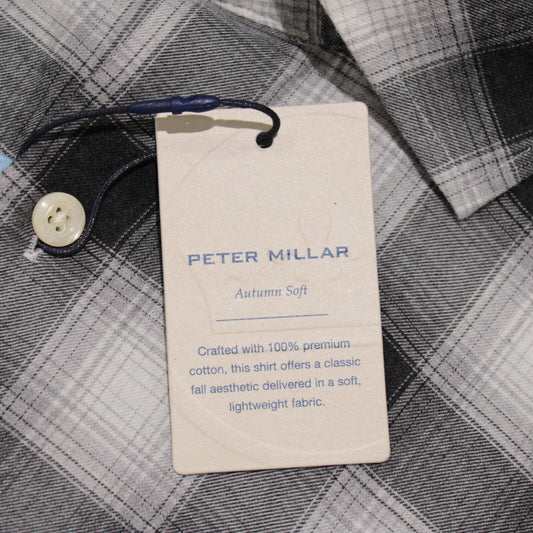 PETER MILLAR
Autumn Soft
Crafted with 100% premium
cotton, this shirt offers a classic
fall aesthetic delivered in a soft,
lightweight fabric.